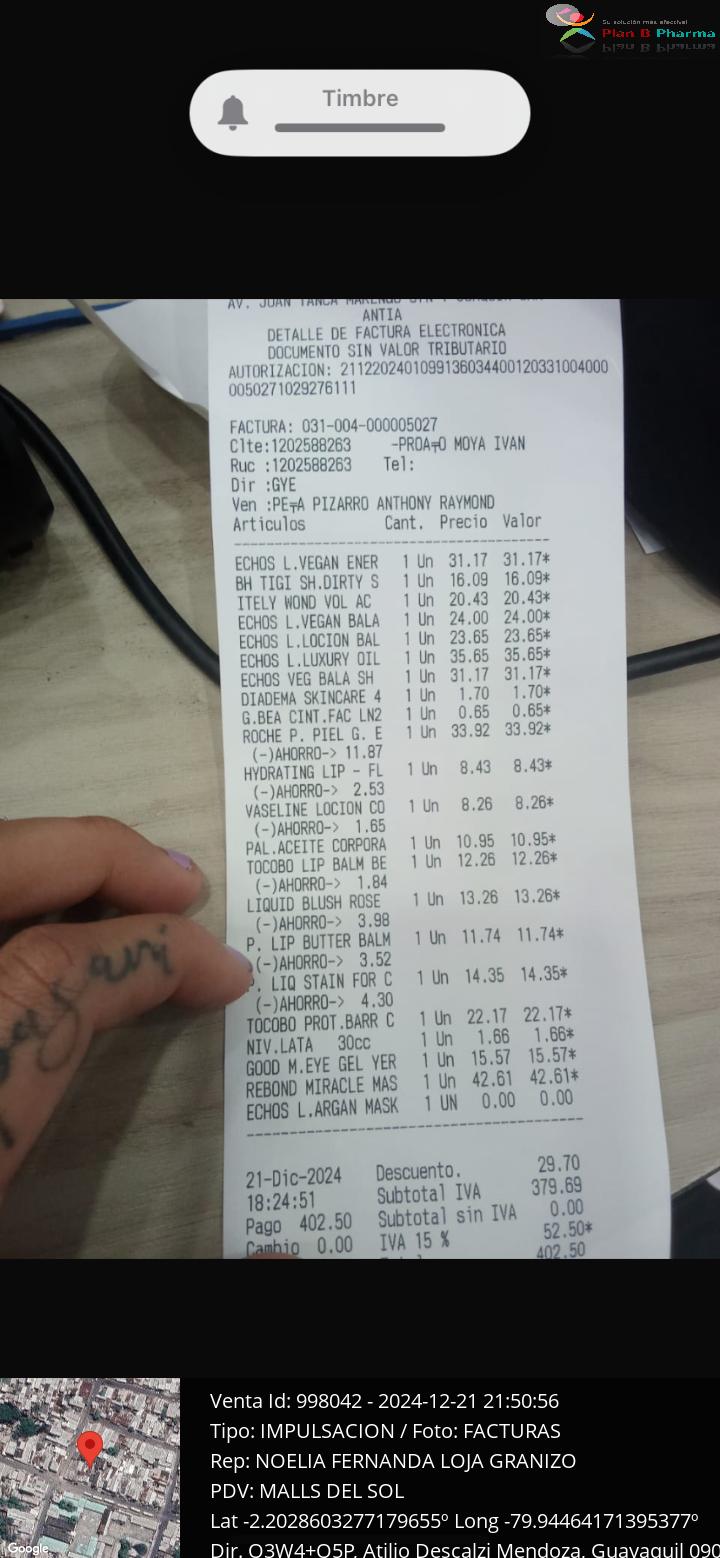 Su solución más efectiva!
Plan B Pharma
Timbre
AV. JUAN TANCA MARENGO
ANTIA
DETALLE DE FACTURA ELECTRONICA
DOCUMENTO SIN VALOR TRIBUTARIO
AUTORIZACION: 211220240109913603440012033100400​0
0050271029276111
FACTURA: 031-004-000005027
Clte:1202588263 -PROA╤O MOYA IVAN
Ruc :1202588263 Tel:
Dir :GYE
Ven :PE╤A PIZARRO ANTHONY RAYMOND
Articulos Cant. Precio Valor
ECHOS L.VEGAN ENER 1 Un 31.17 31.17*
BH TIGI SH.DIRTY S 1 Un 16.09 16.09*
ITELY WOND VOL AC 1 Un 20.43 20.43*
ECHOS L.VEGAN BALA 1 Un 24.00 24.00*
ECHOS L.LOCION BAL 1 Un 23.65 23.65*
ECHOS L.LUXURY OIL 1 Un 35.65 35.65*
ECHOS VEG BALA SH 1 Un 31.17 31.17*
DIADEMA SKINCARE 4 1 Un 1.70 1.70*
G.BEA CINT.FAC LN2 1 Un 0.65 0.65*
ROCHE P. PIEL G. E 1 Un 33.92 33.92*
(-)AHORRO-> 11.87
HYDRATING LIP - FL 1 Un 8.43 8.43*
(-)AHORRO-> 2.53
VASELINE LOCION CO 1 Un 8.26 8.26*
(-)AHORRO-> 1.65
PAL.ACEITE CORPORA 1 Un 10.95 10.95*
TOCOBO LIP BALM BE 1 Un 12.26 12.26*
(-)AHORRO-> 1.84
LIQUID BLUSH ROSE 1 Un 13.26 13.26*
(-)AHORRO-> 3.98
P. LIP BUTTER BALM 1 Un 11.74 11.74*
(-)AHORRO-> 3.52
P. LIQ STAIN FOR C 1 Un 14.35 14.35*
(-)AHORRO-> 4.30
TOCOBO PROT.BARR C 1 Un 22.17 22.17*
NIV.LATA 30cc 1 Un 1.66 1.66*
GOOD M.EYE GEL YER 1 Un 15.57 15.57*
REBOND MIRACLE MAS 1 Un 42.61 42.61*
ECHOS L.ARGAN MASK 1 UN 0.00 0.00
21-Dic-2024 Descuento. 29.70
18:24:51 Subtotal IVA 379.69
Pago 402.50 Subtotal sin IVA 0.00
Cambio 0.00 IVA 15 % 52.50*
402.50
Google
Venta Id: 998042 - 2024-12-21 21:50:56
Tipo: IMPULSACION / Foto: FACTURAS
Rep: NOELIA FERNANDA LOJA GRANIZO
PDV: MALLS DEL SOL
Lat -2.2028603277179655º Long -79.94464171395377º
Dir. Q3W4+Q5P, Atilio Descalzi Mendoza, Guayaquil 090